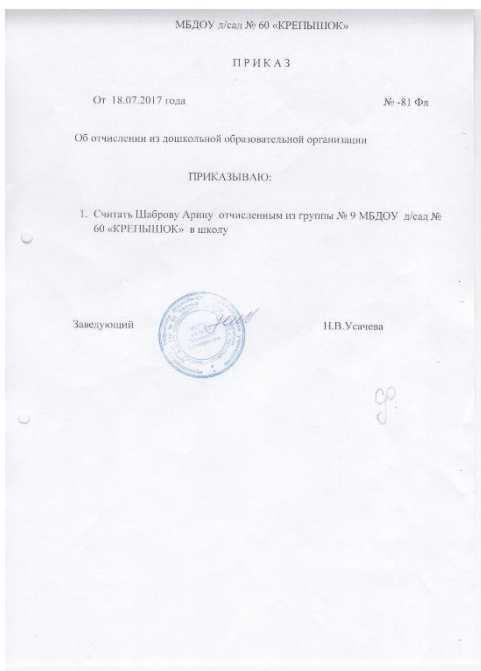 МБДОУ д/сад № 60 «КРЕПЫШОК»
П Р И К А З
От 18.07.2017 года № -81 Фл
Об отчислении из дошкольной образовательной организации
ПРИКАЗЫВАЮ:
1. Считать Шаброву Арину отчисленным из группы № 9 МБДОУ д/сад №
60 «КРЕПЫШОК» в школу
Заведующий Н.В.Усачева